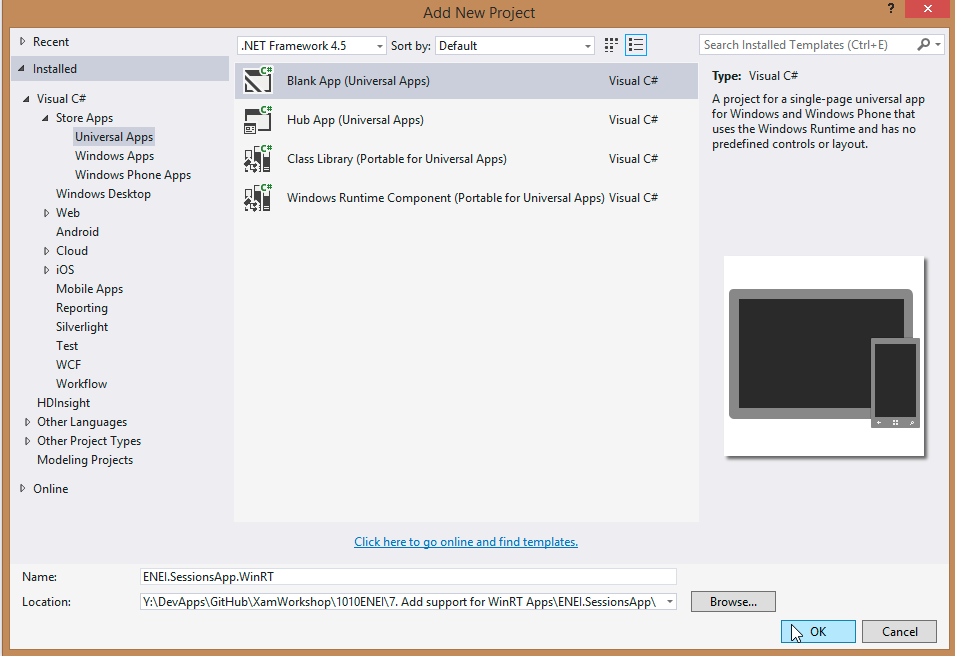 Add New Project
?
Recent
Installed
Visual C#
Store Apps
Universal Apps
Windows Apps
Windows Phone Apps
Windows Desktop
Web
Android
Cloud
iOS
Mobile Apps
Reporting
Silverlight
Test
WCF
Workflow
HDInsight
Other Languages
Other Project Types
Modeling Projects
Online
.NET Framework 4.5 Sort by: Default
Blank App (Universal Apps) Visual C#
Hub App (Universal Apps) Visual C#
Class Library (Portable for Universal Apps) Visual C#
Windows Runtime Component (Portable for Universal Apps) Visual C#
C#
C#
C#
C#
Click here to go online and find templates.
Search Installed Templates (Ctrl+E)
Type: Visual C#
A project for a single-page universal app
for Windows and Windows Phone that
uses the Windows Runtime and has no
predefined controls or layout.
Name: ENEI.SessionsApp.WinRT
Location: Y:\DevApps\GitHub\XamWorkshop\1010ENEI\7. Add support for WinRT Apps\ENEI.SessionsApp\ Browse...
OK Cancel